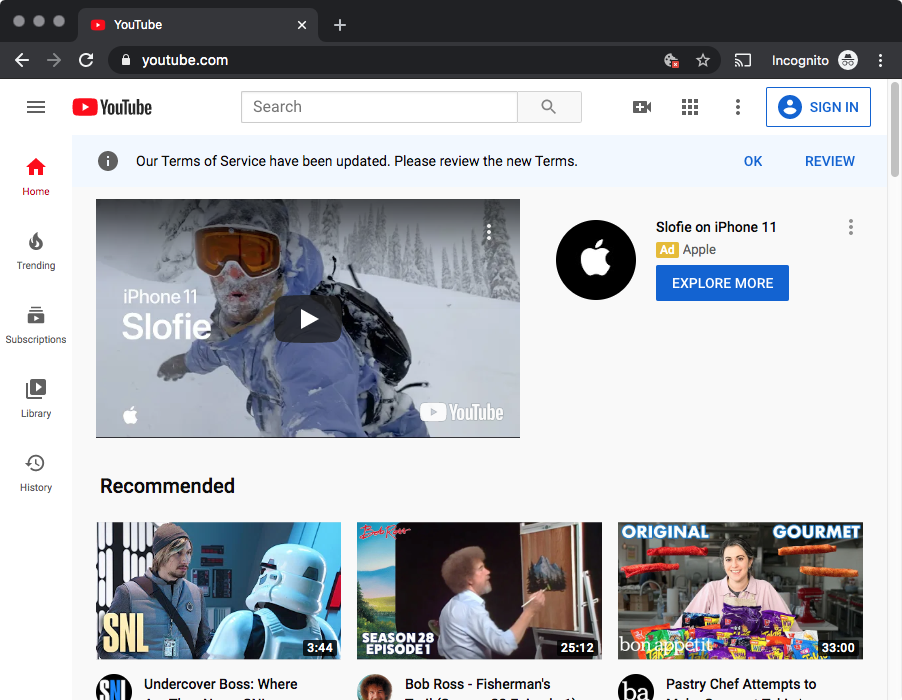 YouTube
youtube.com
Incognito
YouTube
Search
SIGN IN
Our Terms of Service have been updated. Please review the new Terms.
OK
REVIEW
Home
Trending
Subscriptions
Library
History
iPhone 11
Slofie
YouTube
Slofie on iPhone 11
Ad Apple
EXPLORE MORE
Recommended
SNL
3:44
Bob Ross
SEASON 28
EPISODE 1
25:12
ORIGINAL GOURMET
bon appétit
33:00
SNL
Undercover Boss: Where
Bob Ross - Fisherman's
ba
Pastry Chef Attempts to